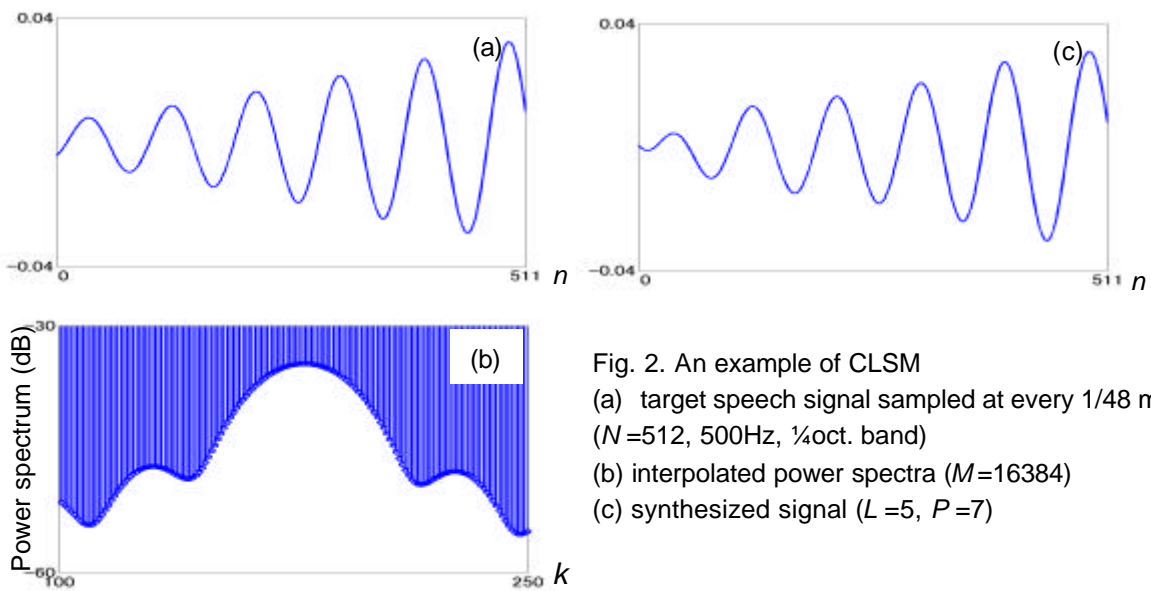 0.04
(a)
−0.04
0
511
n
0.04
(c)
−0.04
0
511
n
Power spectrum (dB)
−30
(b)
−60
100
250
k
Fig. 2. An example of CLSM
(a) target speech signal sampled at every 1/48 m
(N =512, 500Hz, ¼oct. band)
(b) interpolated power spectra (M=16384)
(c) synthesized signal (L =5, P =7)